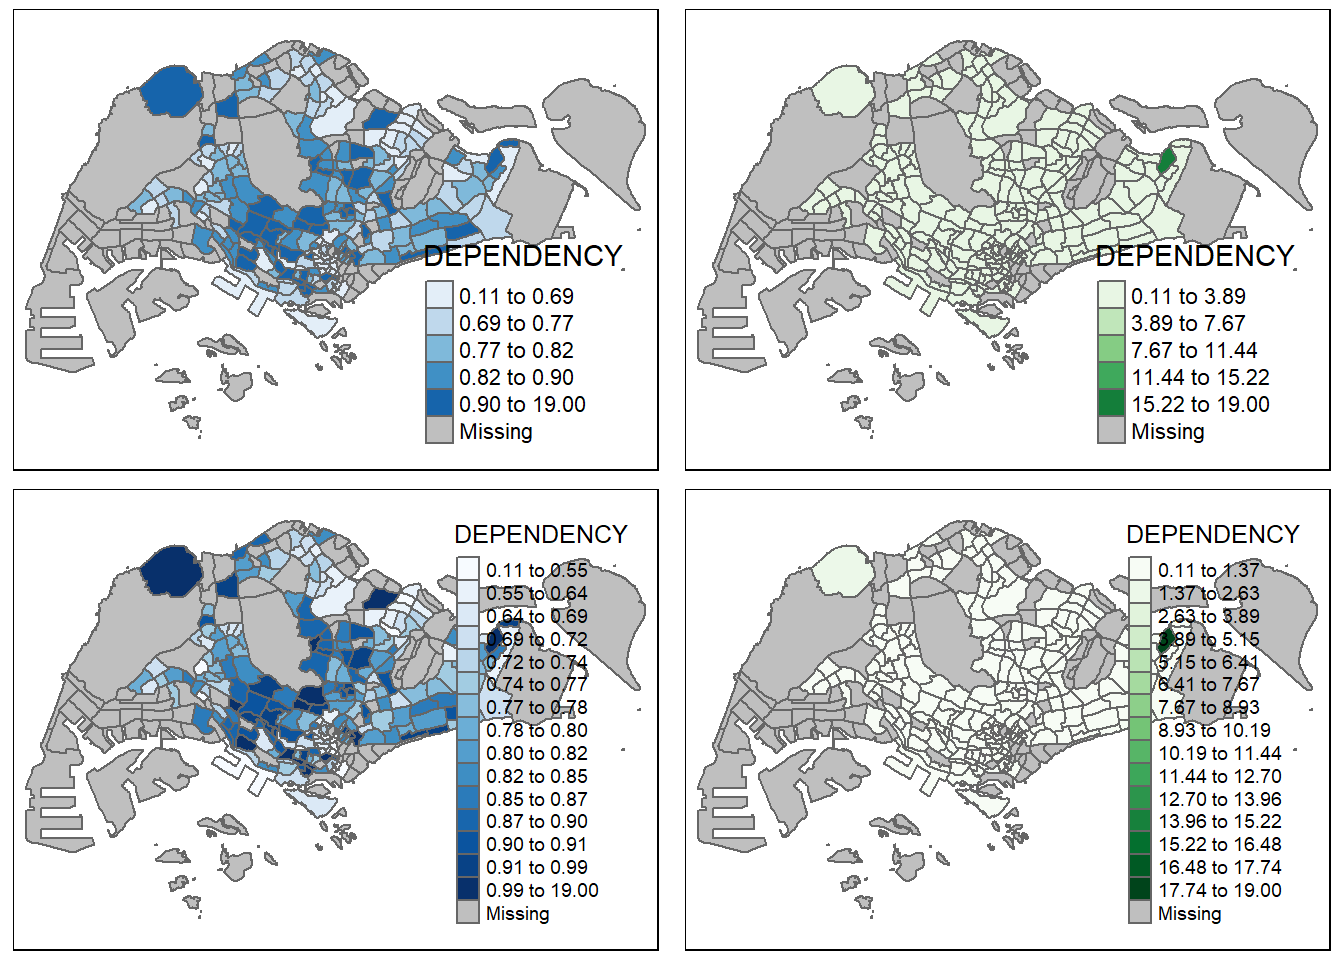 DEPENDENCY
0.11 to 0.69
0.69 to 0.77
0.77 to 0.82
0.82 to 0.90
0.90 to 19.00
Missing
DEPENDENCY
0.11 to 3.89
3.89 to 7.67
7.67 to 11.44
11.44 to 15.22
15.22 to 19.00
Missing
DEPENDENCY
0.11 to 0.55
0.55 to 0.64
0.64 to 0.69
0.69 to 0.72
0.72 to 0.74
0.74 to 0.77
0.77 to 0.78
0.78 to 0.80
0.80 to 0.82
0.82 to 0.85
0.85 to 0.87
0.87 to 0.90
0.90 to 0.91
0.91 to 0.99
0.99 to 19.00
Missing
DEPENDENCY
0.11 to 1.37
1.37 to 2.63
2.63 to 3.89
3.89 to 5.15
5.15 to 6.41
6.41 to 7.67
7.67 to 8.93
8.93 to 10.19
10.19 to 11.44
11.44 to 12.70
12.70 to 13.96
13.96 to 15.22
15.22 to 16.48
16.48 to 17.74
17.74 to 19.00
Missing